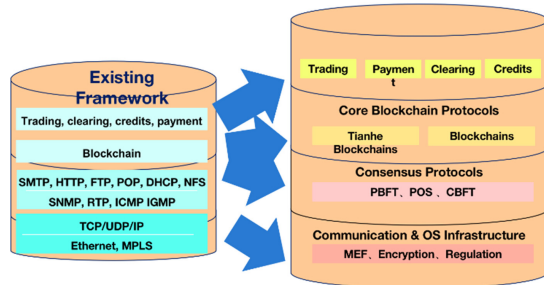 Existing
Framework
Trading, clearing, credits, payment
Blockchain
SMTP, HTTP, FTP, POP, DHCP, NFS
SNMP, RTP, ICMP IGMP
TCP/UDP/IP
Ethernet, MPLS
Trading
Paymen
t
Clearing
Credits
Core Blockchain Protocols
Tianhe
Blockchains
Blockchains
Consensus Protocols
PBFT、POS 、CBFT
Communication & OS Infrastructure
MEF、Encryption、Regulation